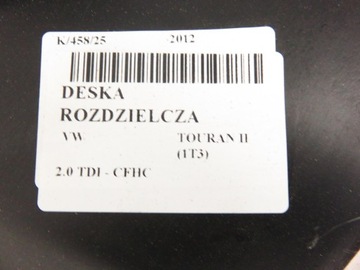 K/458/25 2012
DESKA
ROZDZIELCZA
VW TOURAN II
(1T3)
2.0 TDI - CFHC